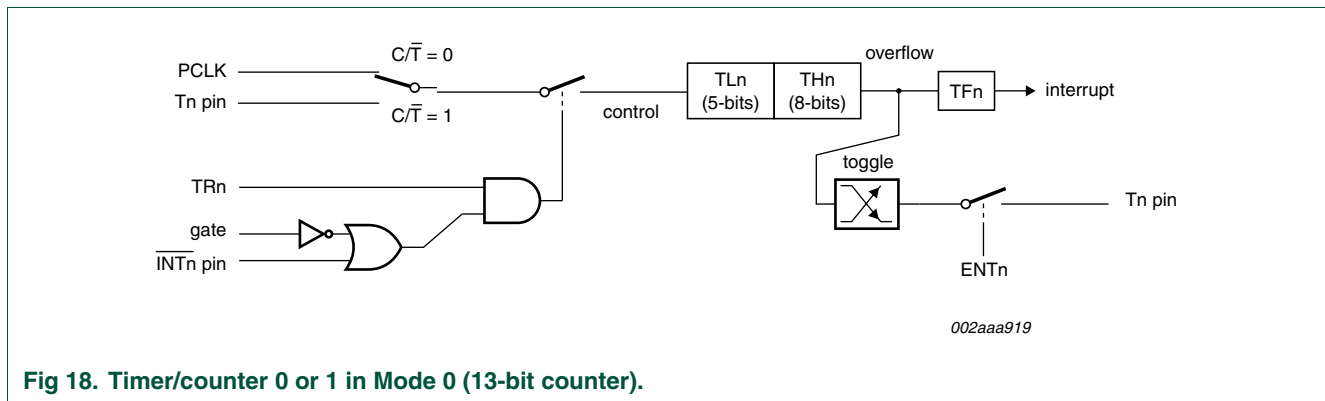 C/T̅ = 0
overflow
PCLK
TLn
(5-bits)
THn
(8-bits)
TFn
interrupt
Tn pin
C/T̅ = 1
control
toggle
TRn
Tn pin
gate
I̅N̅T̅n̅ pin
ENTn
002aaa919
Fig 18. Timer/counter 0 or 1 in Mode 0 (13-bit counter).